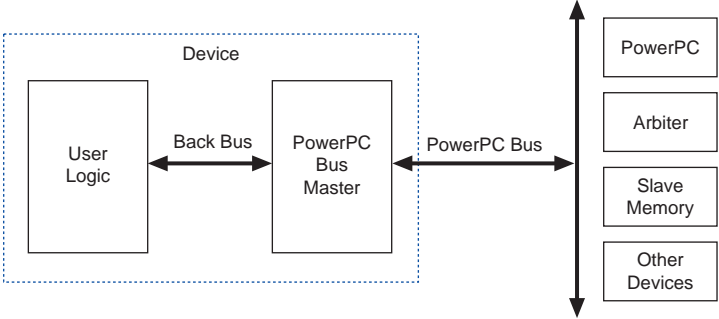 Device
User
Logic
Back Bus
PowerPC
Bus
Master
PowerPC Bus
PowerPC
Arbiter
Slave
Memory
Other
Devices